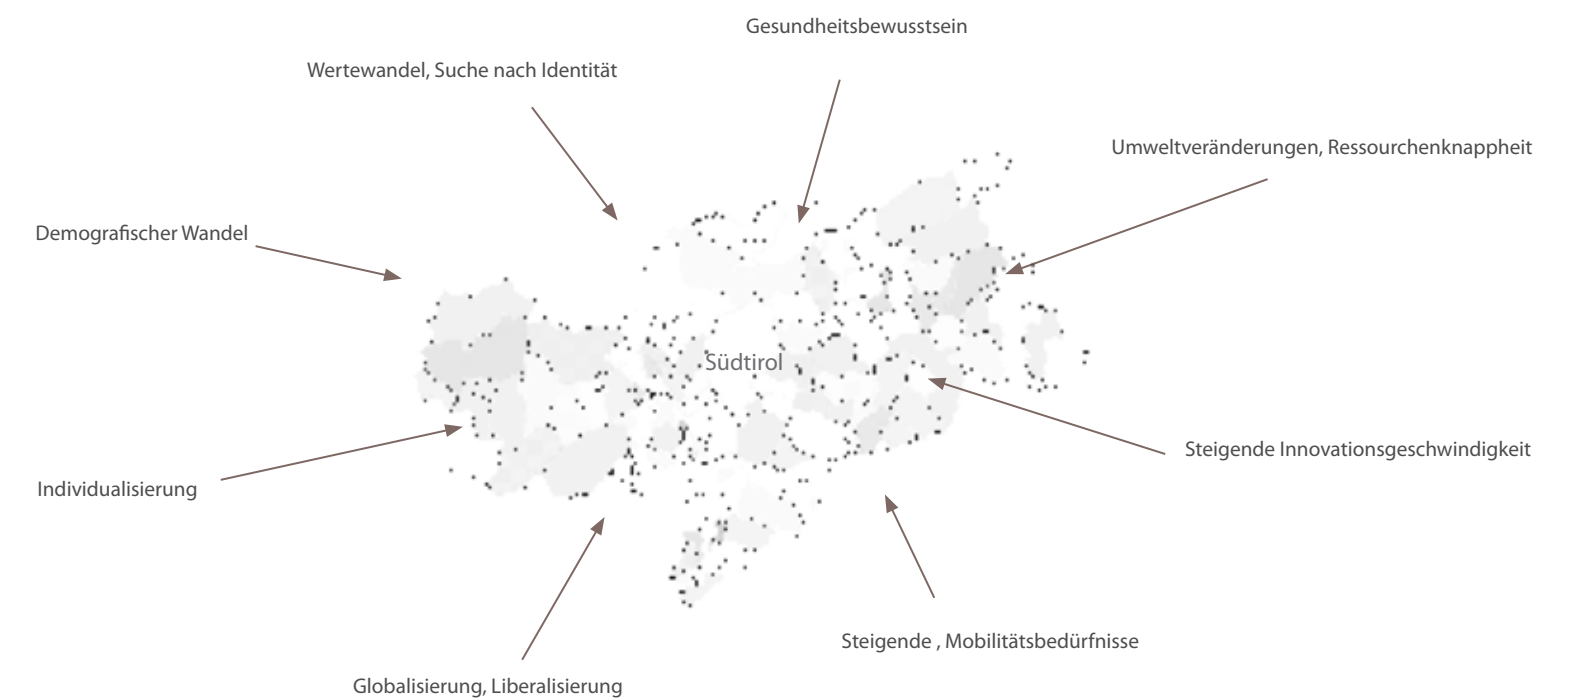 Gesundheitsbewusstsein
Wertewandel, Suche nach Identität
Umweltveränderungen, Ressourchenknappheit
Demografischer Wandel
Südtirol
Steigende Innovationsgeschwindigkeit
Individualisierung
Steigende , Mobilitätsbedürfnisse
Globalisierung, Liberalisierung